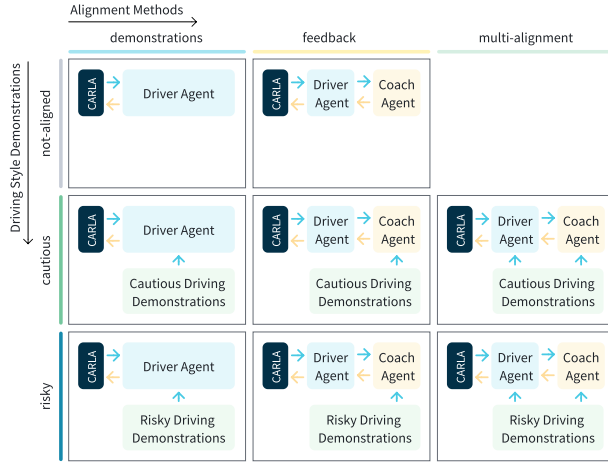 Alignment Methods
demonstrations
feedback
multi-alignment
Driving Style Demonstrations
not-aligned
CARLA
Driver Agent
CARLA
Driver
Agent
Coach
Agent
cautious
CARLA
Driver Agent
Cautious Driving
Demonstrations
CARLA
Driver
Agent
Coach
Agent
Cautious Driving
Demonstrations
CARLA
Driver
Agent
Coach
Agent
Cautious Driving
Demonstrations
risky
CARLA
Driver Agent
Risky Driving
Demonstrations
CARLA
Driver
Agent
Coach
Agent
Risky Driving
Demonstrations
CARLA
Driver
Agent
Coach
Agent
Risky Driving
Demonstrations